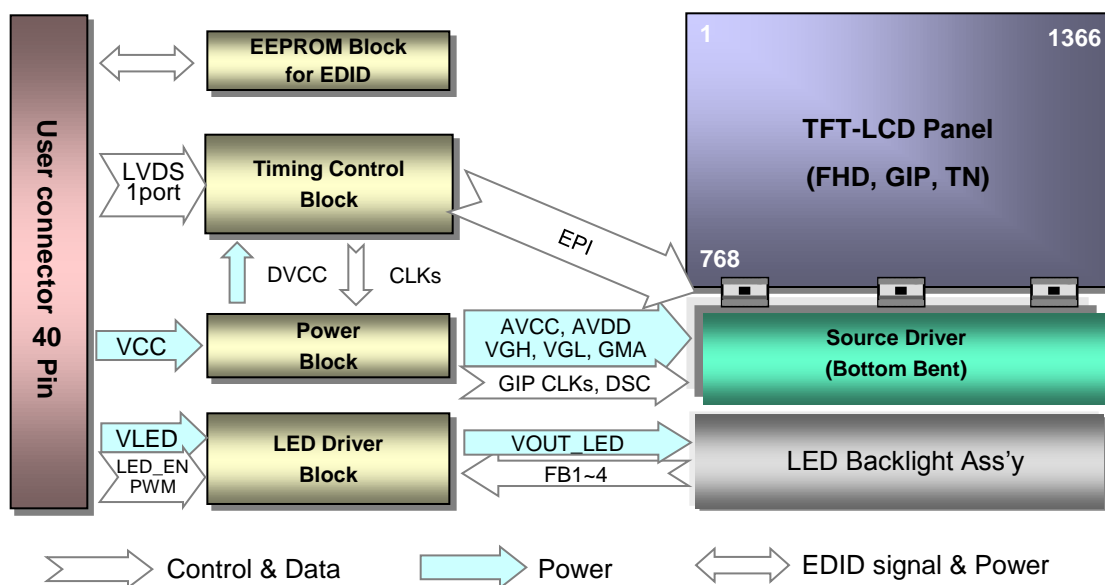 User connector
40 Pin
EEPROM Block
for EDID
LVDS
1port
Timing Control
Block
EPI
DVCC
CLKs
VCC
Power
Block
AVCC, AVDD
VGH, VGL, GMA
GIP CLKs, DSC
VLED
LED_EN
PWM
LED Driver
Block
VOUT_LED
FB1~4
1
1366
TFT-LCD Panel
(FHD, GIP, TN)
768
Source Driver
(Bottom Bent)
LED Backlight Ass'y
Control & Data
Power
EDID signal & Power